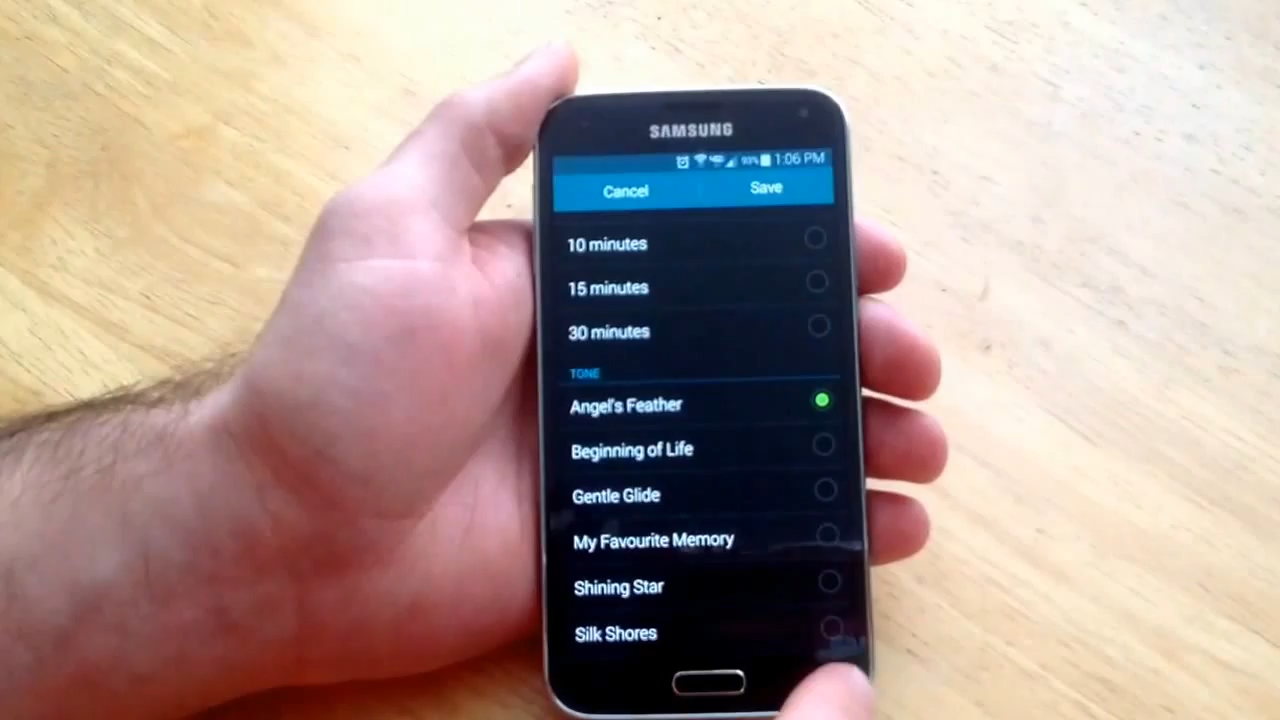 SAMSUNG
93% 1:06 PM
Cancel Save
10 minutes
15 minutes
30 minutes
TONE
Angel's Feather
Beginning of Life
Gentle Glide
My Favourite Memory
Shining Star
Silk Shores